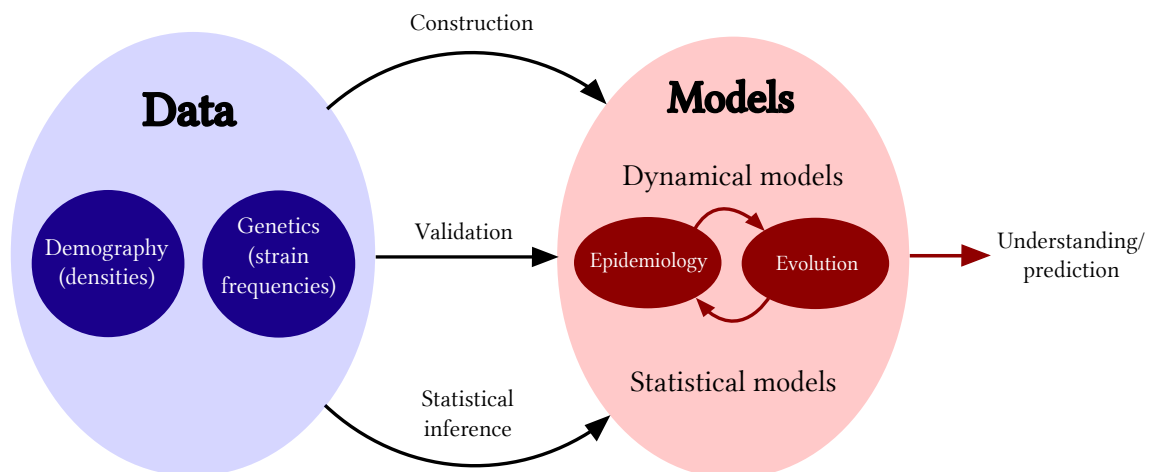 Construction
Data
Models
Dynamical models
Demography
(densities)
Genetics
(strain
frequencies)
Validation
Epidemiology
Evolution
Understanding/
prediction
Statistical models
Statistical
inference